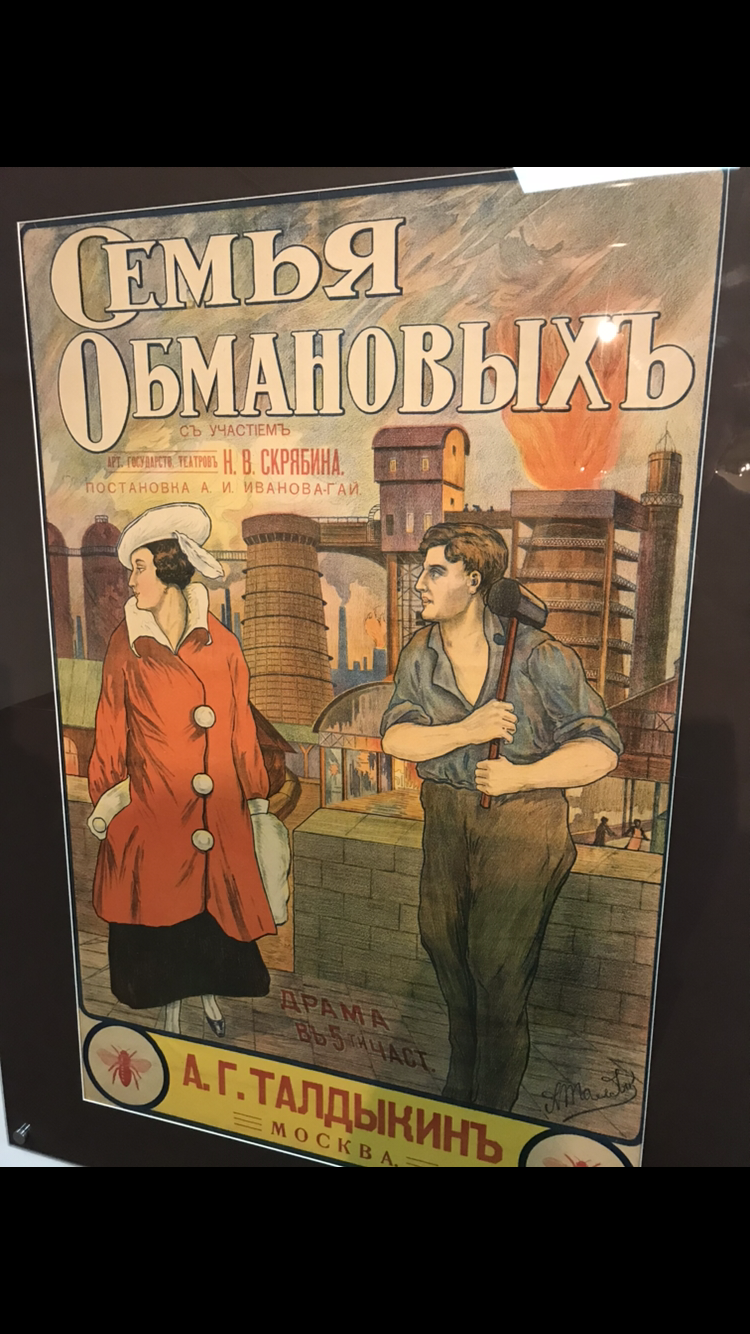 СЕМЬЯ
ОБМАНОВЫХЪ
СЪ УЧАСТІЕМЪ
АРТ. ГОСУДАРСТВ. ТЕАТРОВЪ Н. В. СКРЯБИНА.
ПОСТАНОВКА А. И. ИВАНОВА-ГАЙ.
ДРАМА
ВЪ 5ТИ ЧАСТ.
А. Г. ТАЛДЫКИНЪ
МОСКВА.